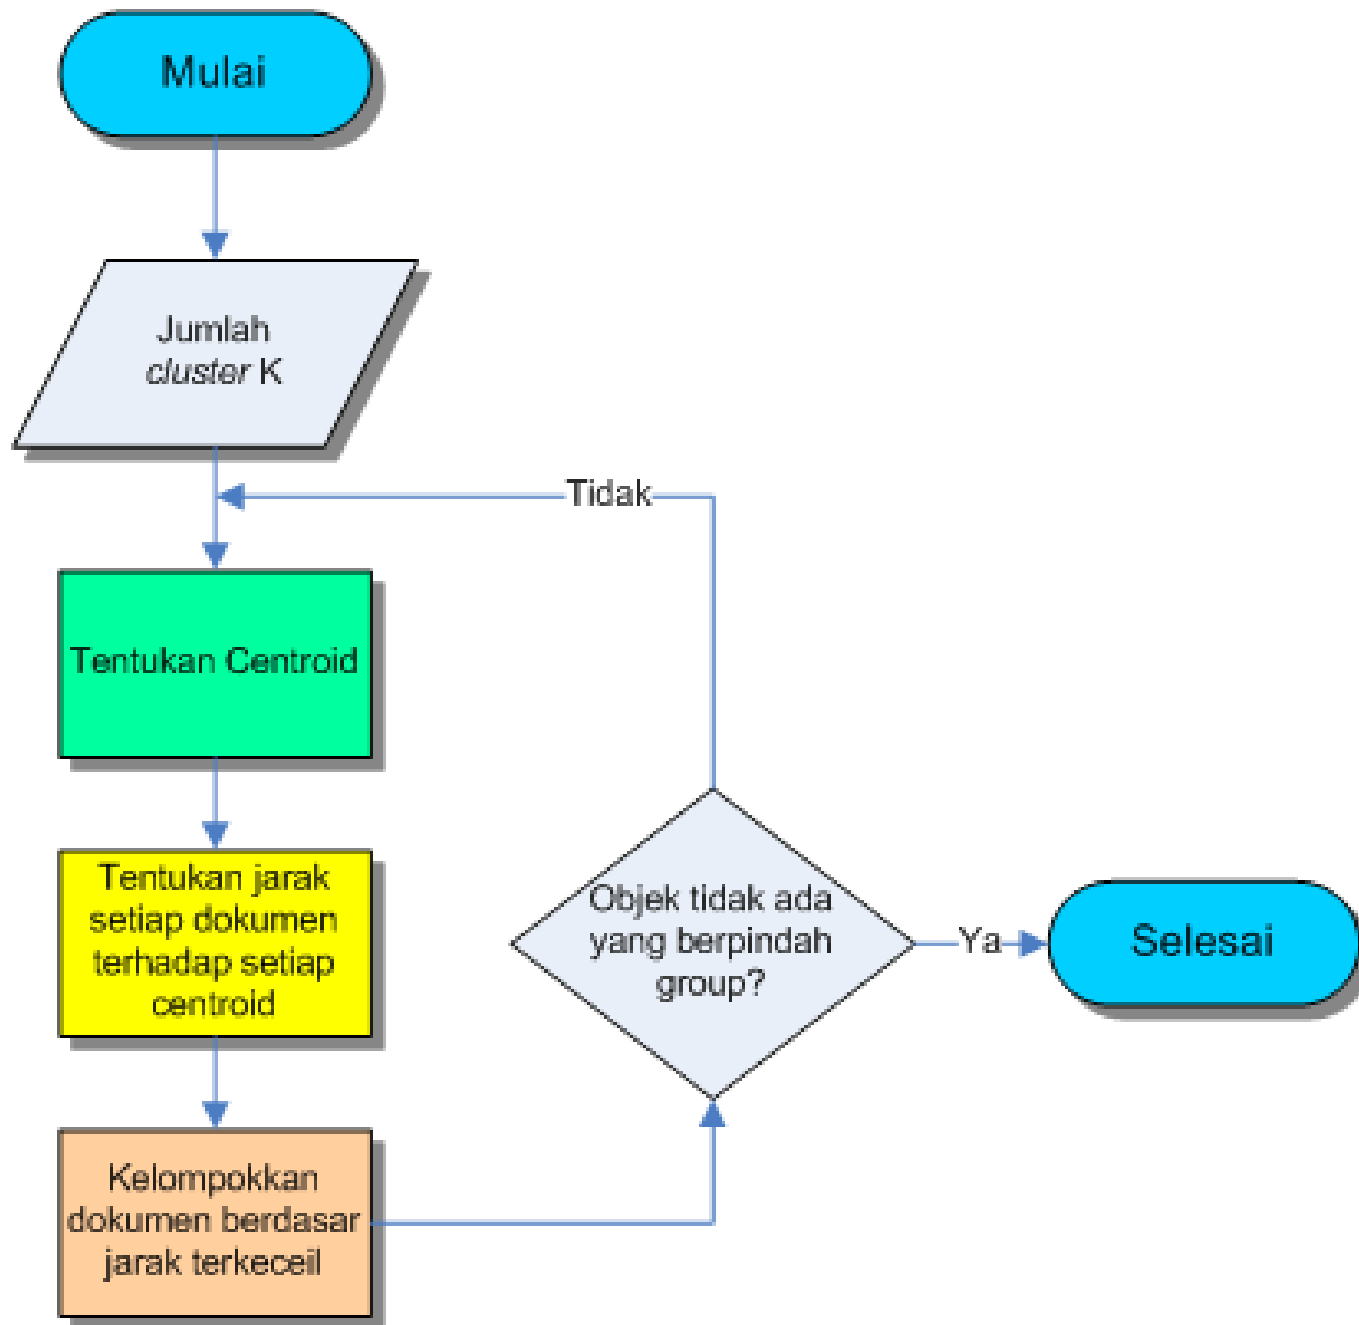 Mulai
Jumlah
cluster K
Tidak
Tentukan Centroid
Tentukan jarak
setiap dokumen
terhadap setiap
centroid
Kelompokkan
dokumen berdasar
jarak terkeceil
Objek tidak ada
yang berpindah
group?
Ya
Selesai